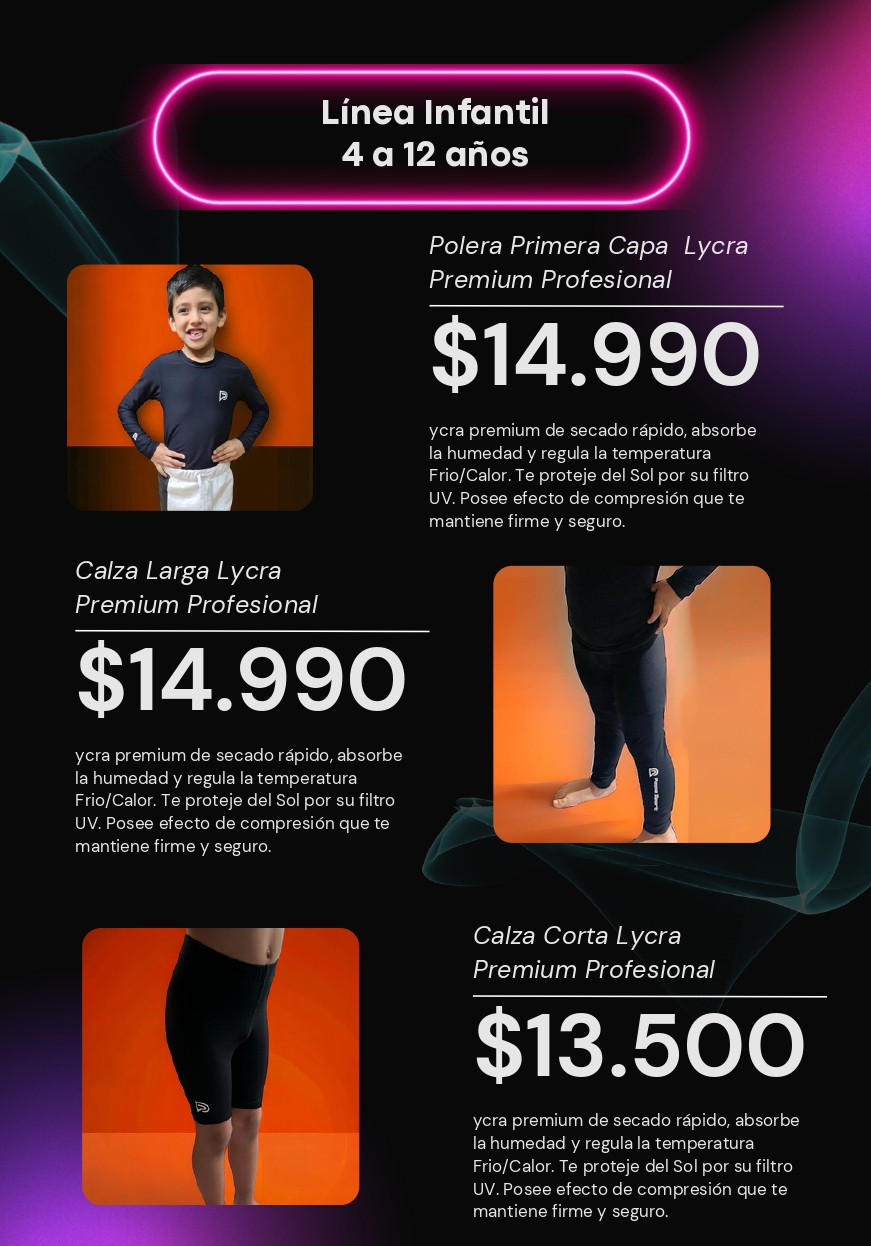 Línea Infantil
4 a 12 años
Polera Primera Capa  Lycra
Premium Profesional
$14.990
ycra premium de secado rápido, absorbe
la humedad y regula la temperatura
Frio/Calor. Te proteje del Sol por su filtro
UV. Posee efecto de compresión que te
mantiene firme y seguro.
Calza Larga Lycra
Premium Profesional
$14.990
ycra premium de secado rápido, absorbe
la humedad y regula la temperatura
Frio/Calor. Te proteje del Sol por su filtro
UV. Posee efecto de compresión que te
mantiene firme y seguro.
Calza Corta Lycra
Premium Profesional
$13.500
ycra premium de secado rápido, absorbe
la humedad y regula la temperatura
Frio/Calor. Te proteje del Sol por su filtro
UV. Posee efecto de compresión que te
mantiene firme y seguro.